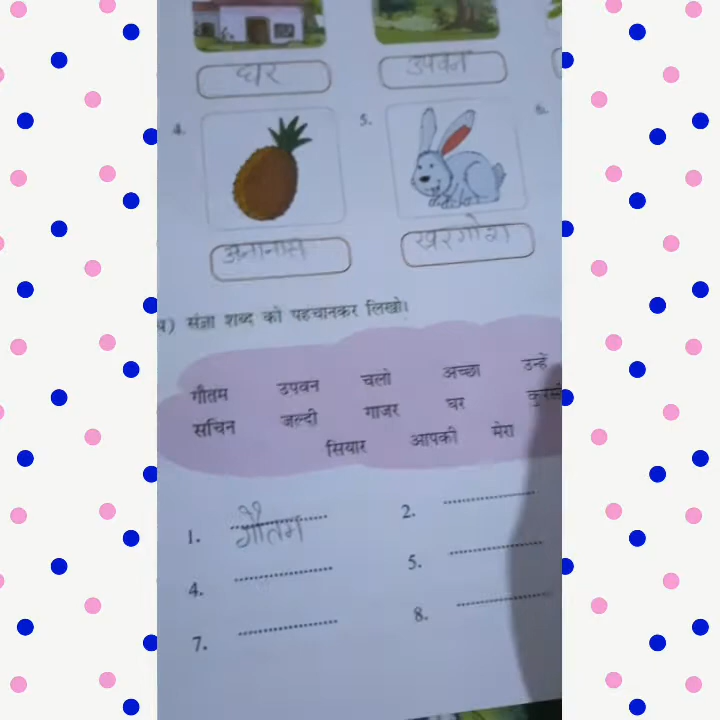 घर उपवन
4. 5. 6.
अनानास खरगोश
संज्ञा शब्द को पहचानकर लिखो।
गौतम उपवन चलो अच्छा उन्हें
सचिन जल्दी गाजर घर
सियार आपकी मेरा
1. गौतम 2.
4. 5.
7. 8.